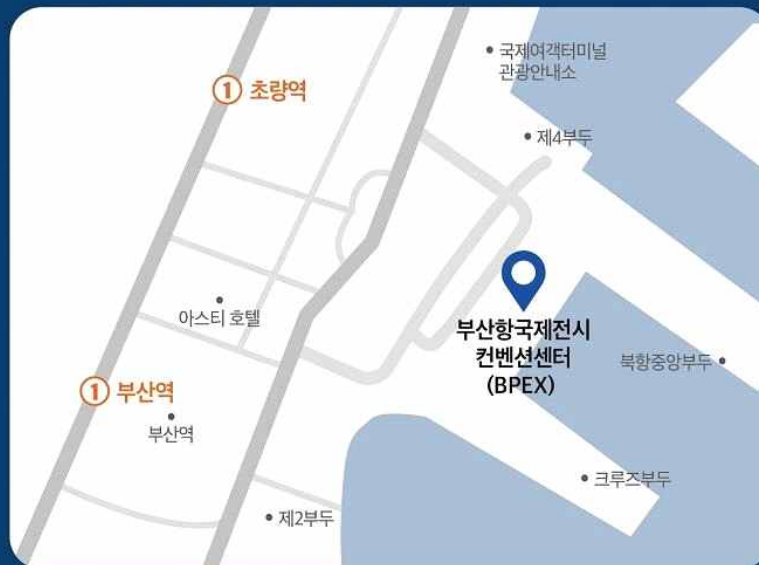 국제여객터미널
관광안내소
① 초량역
제4부두
아스티 호텔
부산항국제전시
컨벤션센터
(BPEX)
북항중앙부두
① 부산역
부산역
크루즈부두
제2부두